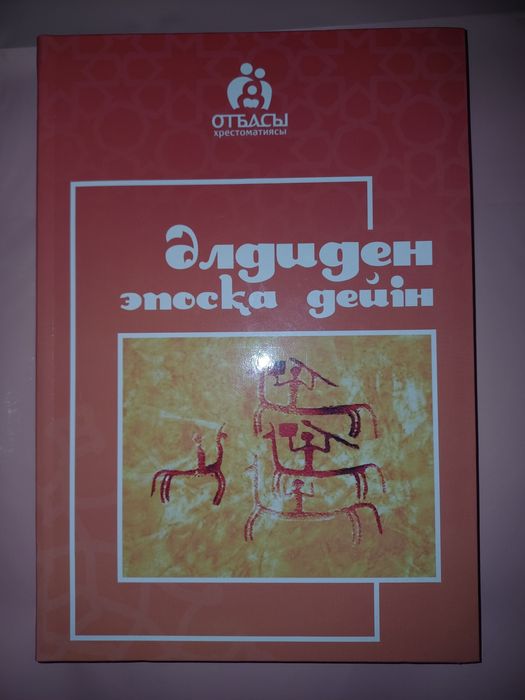 ОТБАСЫ
хрестоматиясы
Әлдиден
эпосқа дейін